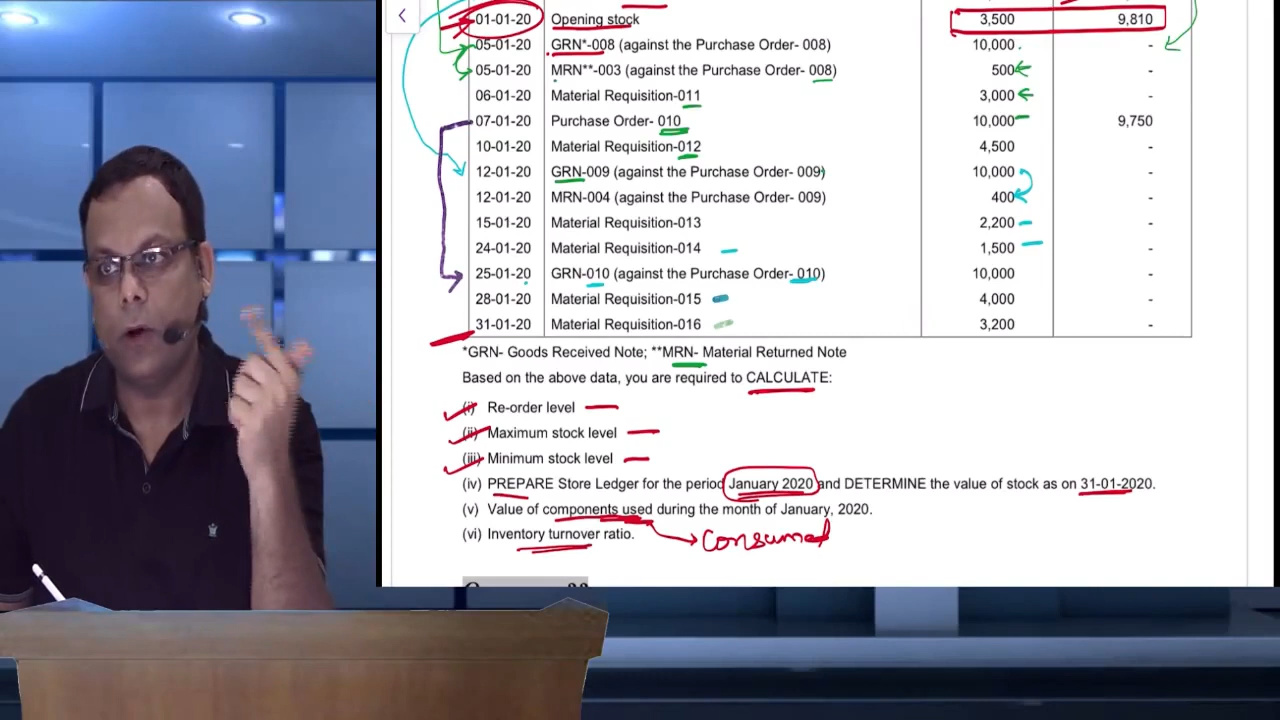 01-01-20 Opening stock 3,500 9,810
05-01-20 GRN*-008 (against the Purchase Order- 008) 10,000 -
05-01-20 MRN**-003 (against the Purchase Order- 008) 500 -
06-01-20 Material Requisition-011 3,000 -
07-01-20 Purchase Order- 010 10,000 9,750
10-01-20 Material Requisition-012 4,500 -
12-01-20 GRN-009 (against the Purchase Order- 009) 10,000 -
12-01-20 MRN-004 (against the Purchase Order- 009) 400 -
15-01-20 Material Requisition-013 2,200 -
24-01-20 Material Requisition-014 1,500 -
25-01-20 GRN-010 (against the Purchase Order- 010) 10,000 -
28-01-20 Material Requisition-015 4,000 -
31-01-20 Material Requisition-016 3,200 -
*GRN- Goods Received Note; **MRN- Material Returned Note
Based on the above data, you are required to CALCULATE:
(i) Re-order level
(ii) Maximum stock level
(iii) Minimum stock level
(iv) PREPARE Store Ledger for the period January 2020 and DETERMINE the value of stock as on 31-01-2020.
(v) Value of components used during the month of January, 2020.
(vi) Inventory turnover ratio.
Consumed